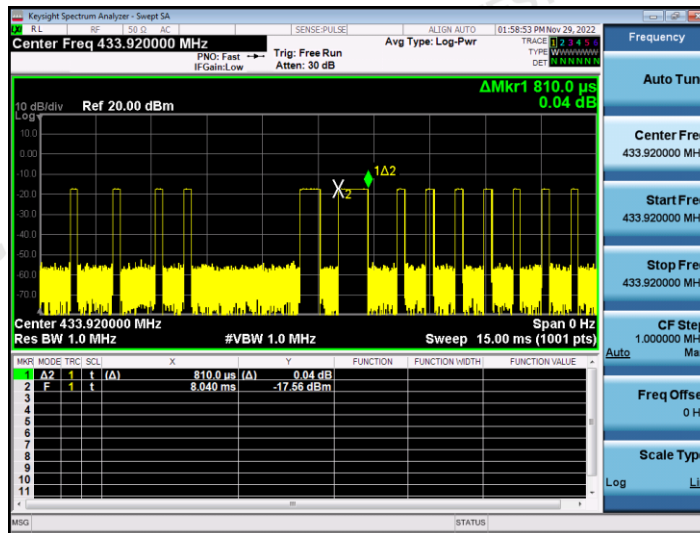 Keysight Spectrum Analyzer - Swept SA
RL RF 50 Ω AC SENSE:PULSE ALIGN AUTO 01:58:53 PM Nov 29, 2022
Center Freq 433.920000 MHz
PNO: Fast
IFGain:Low
Trig: Free Run
Atten: 30 dB
Avg Type: Log-Pwr
TRACE 1 2 3 4 5 6
TYPE W
DET N N N N N N
Frequency
ΔMkr1 810.0 µs
0.04 dB
10 dB/div Ref 20.00 dBm
Log
10.0
0.00
-10.0
-20.0
-30.0
-40.0
-50.0
-60.0
-70.0
1Δ2
X2
Center 433.920000 MHz Span 0 Hz
Res BW 1.0 MHz #VBW 1.0 MHz Sweep 15.00 ms (1001 pts)
MKR MODE TRC SCL X Y FUNCTION FUNCTION WIDTH FUNCTION VALUE
1 Δ2 1 t (Δ) 810.0 µs (Δ) 0.04 dB
2 F 1 t 8.040 ms -17.56 dBm
3
4
5
6
7
8
9
10
11
MSG STATUS
Auto Tun
Center Fre
433.920000 MH
Start Fre
433.920000 MH
Stop Fre
433.920000 MH
CF Step
1.000000 MH
Auto Ma
Freq Offse
0 H
Scale Type
Log Li